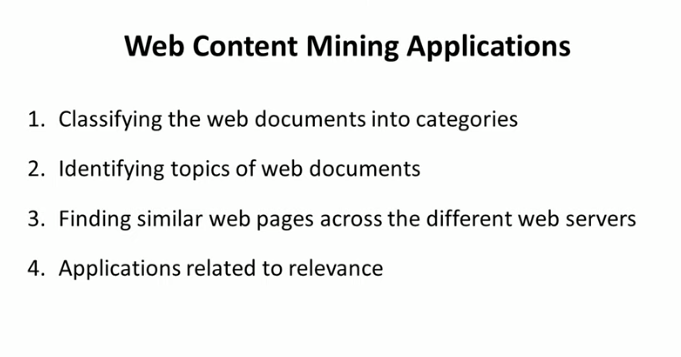 Web Content Mining Applications
1. Classifying the web documents into categories
2. Identifying topics of web documents
3. Finding similar web pages across the different web servers
4. Applications related to relevance